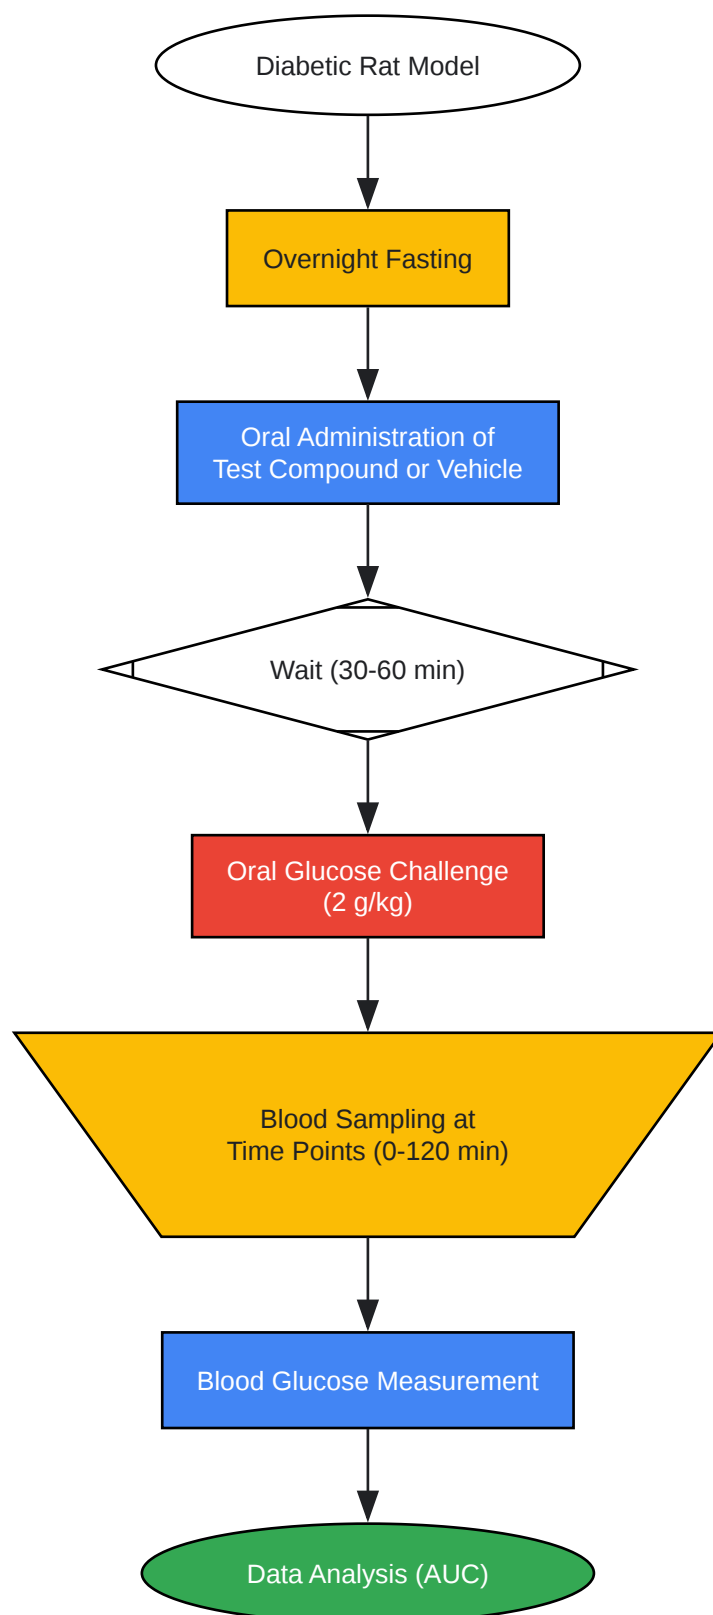 Diabetic Rat Model
Overnight Fasting
Oral Administration of
Test Compound or Vehicle
Wait (30-60 min)
Oral Glucose Challenge
(2 g/kg)
Blood Sampling at
Time Points (0-120 min)
Blood Glucose Measurement
Data Analysis (AUC)